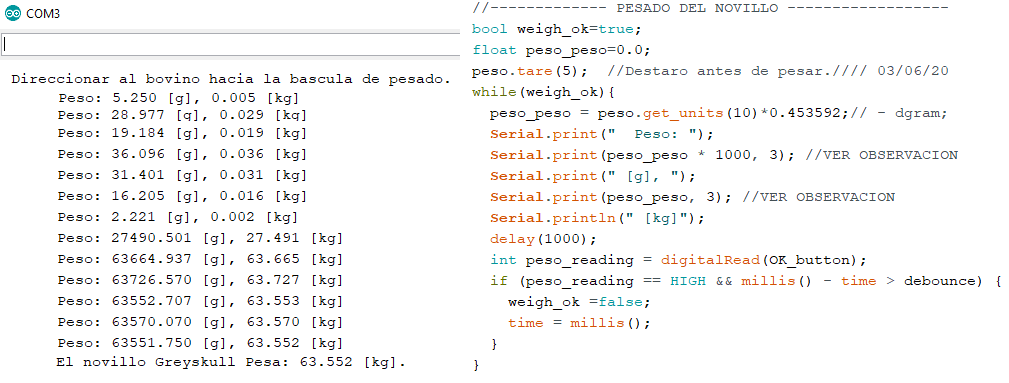 COM3
Direccionar al bovino hacia la bascula de pesado.
Peso: 5.250 [g], 0.005 [kg]
Peso: 28.977 [g], 0.029 [kg]
Peso: 19.184 [g], 0.019 [kg]
Peso: 36.096 [g], 0.036 [kg]
Peso: 31.401 [g], 0.031 [kg]
Peso: 16.205 [g], 0.016 [kg]
Peso: 2.221 [g], 0.002 [kg]
Peso: 27490.501 [g], 27.491 [kg]
Peso: 63664.937 [g], 63.665 [kg]
Peso: 63726.570 [g], 63.727 [kg]
Peso: 63552.707 [g], 63.553 [kg]
Peso: 63570.070 [g], 63.570 [kg]
Peso: 63551.750 [g], 63.552 [kg]
El novillo Greyskull Pesa: 63.552 [kg].
//------------- PESADO DEL NOVILLO ------------------
bool weigh_ok=true;
float peso_peso=0.0;
peso.tare(5);  //Destaro antes de pesar.//// 03/06/20
while(weigh_ok){
  peso_peso = peso.get_units(10)*0.453592;// - dgram;
  Serial.print("  Peso: ");
  Serial.print(peso_peso * 1000, 3); //VER OBSERVACION
  Serial.print(" [g], ");
  Serial.print(peso_peso, 3); //VER OBSERVACION
  Serial.println(" [kg]");
  delay(1000);
  int peso_reading = digitalRead(OK_button);
  if (peso_reading == HIGH && millis() - time > debounce) {
    weigh_ok =false;
    time = millis();
  }
}